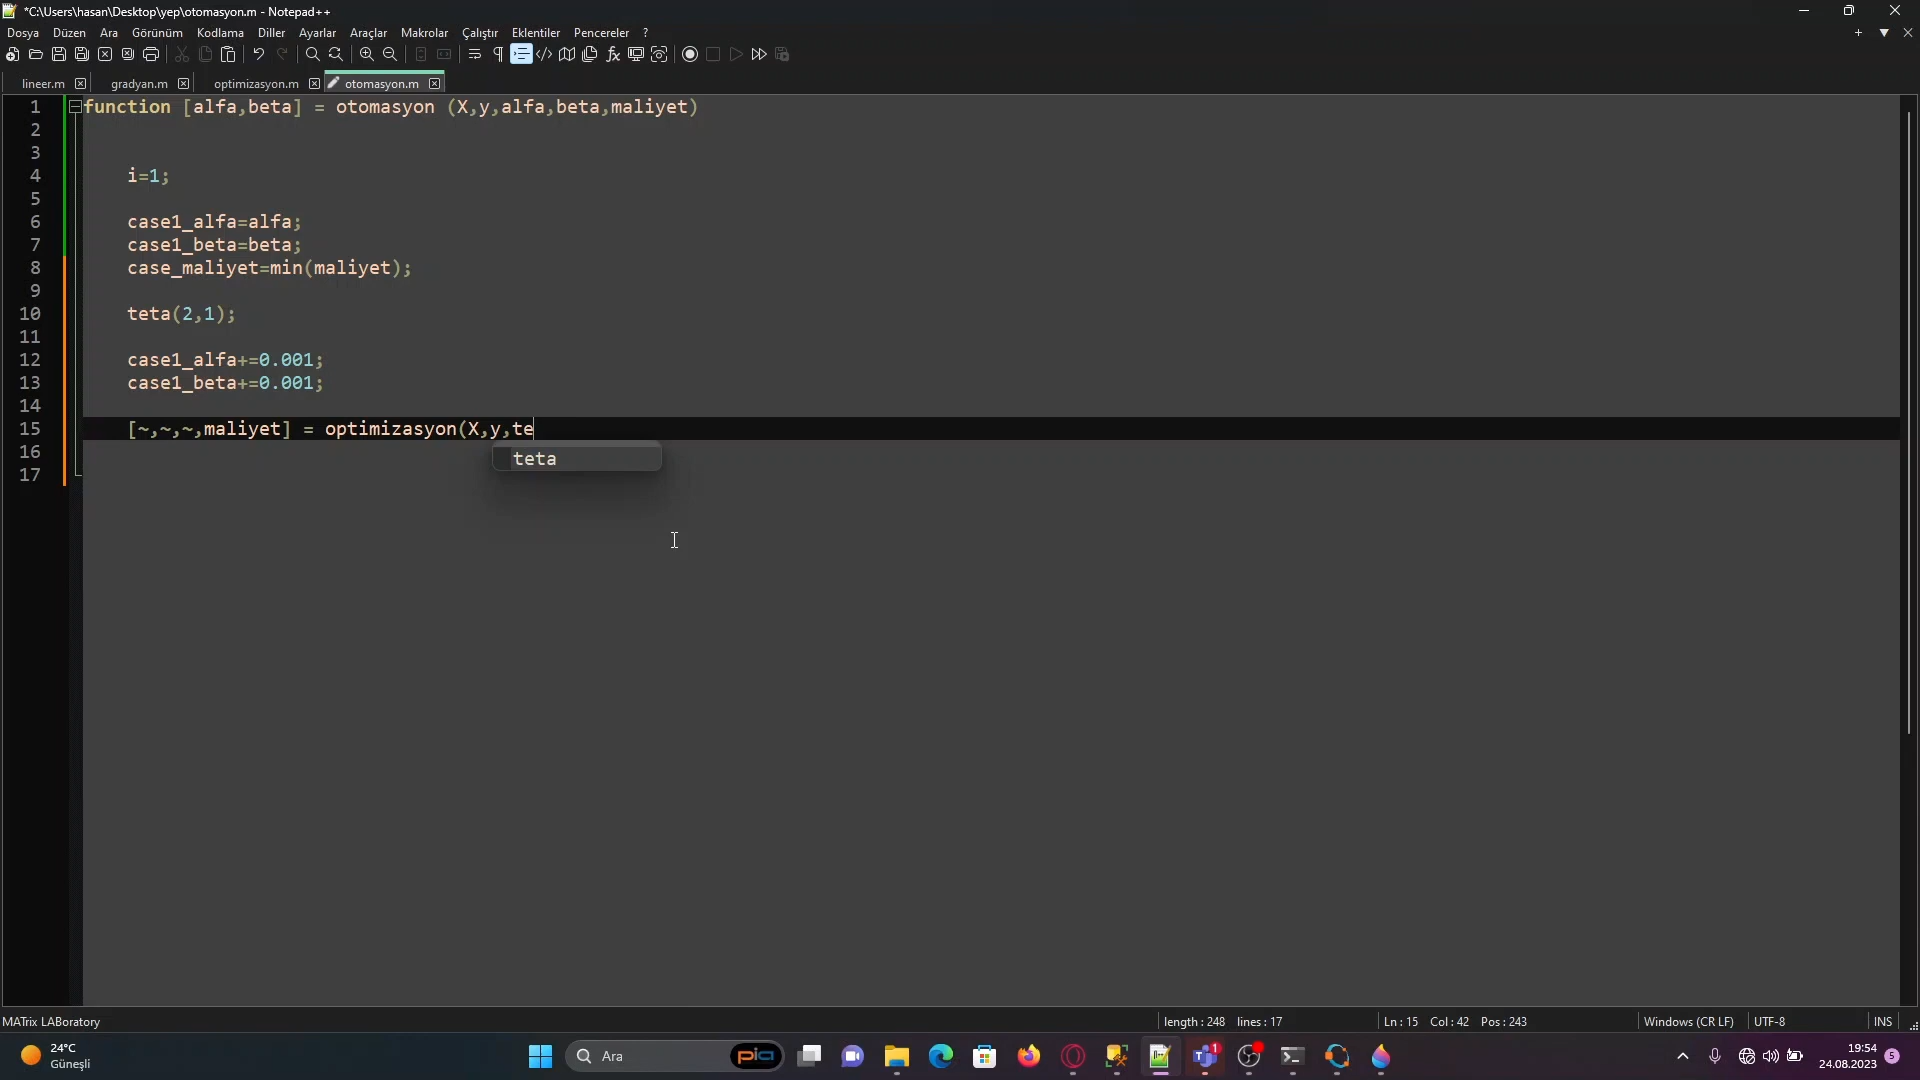 *C:\Users\hasan\Desktop\yep\otomasyon.m - Notepad++
Dosya Düzen Ara Görünüm Kodlama Diller Ayarlar Araçlar Makrolar Çalıştır Eklentiler Pencereler ?
lineer.m gradyan.m optimizasyon.m otomasyon.m
1 function [alfa,beta] = otomasyon (X,y,alfa,beta,maliyet)
2
3
4 i=1;
5
6 case1_alfa=alfa;
7 case1_beta=beta;
8 case_maliyet=min(maliyet);
9
10 teta(2,1);
11
12 case1_alfa+=0.001;
13 case1_beta+=0.001;
14
15 [~,~,~,maliyet] = optimizasyon(X,y,te
16 teta
17
MATrix LABoratory length : 248 lines : 17 Ln : 15 Col : 42 Pos : 243 Windows (CR LF) UTF-8 INS
24°C
Güneşli
Ara pia 1
19:54
24.08.2023 5